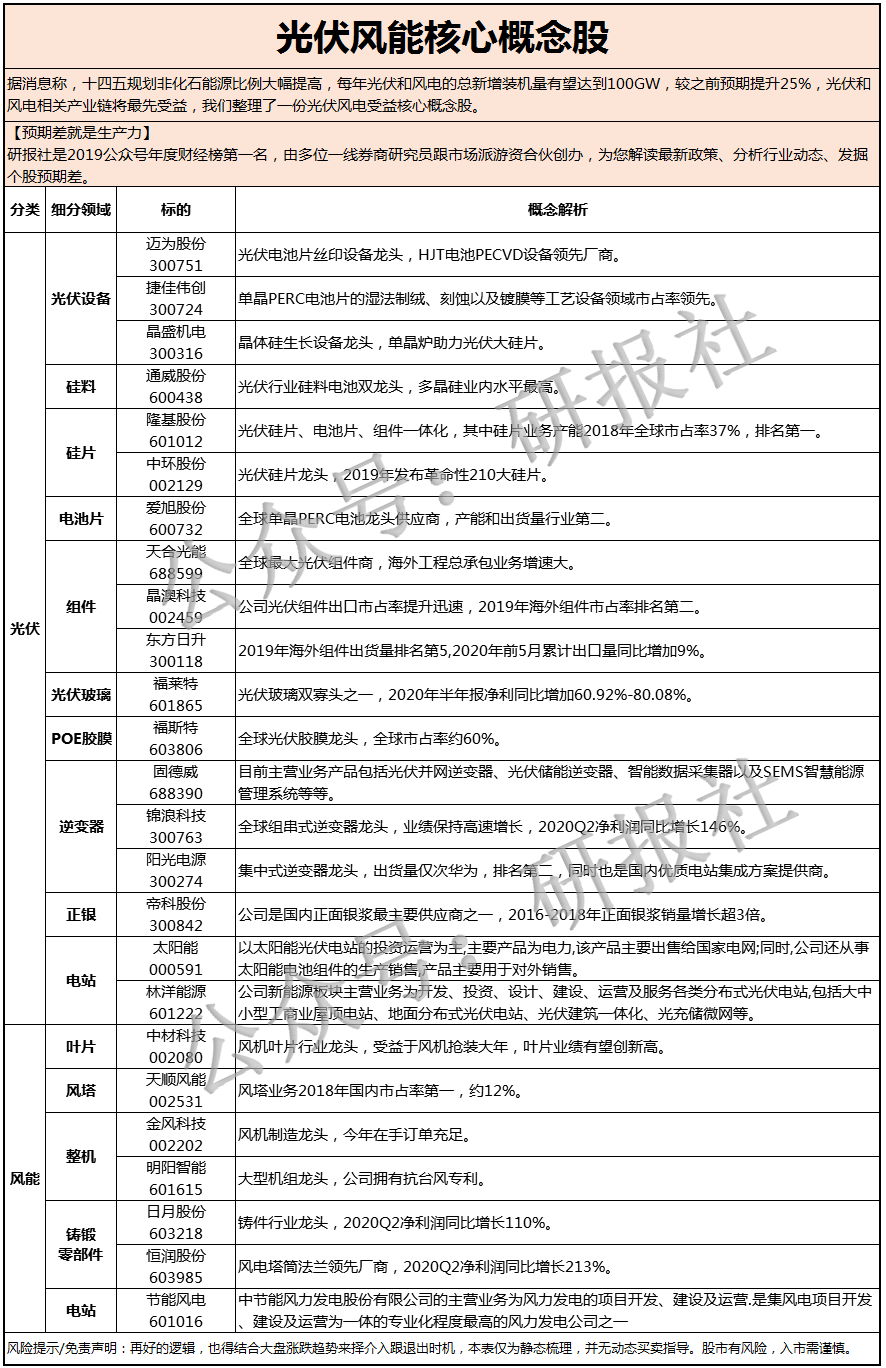 光伏风能核心概念股
据消息称，十四五规划非化石能源比例大幅提高，每年光伏和风电的总新增装机量有望达到100GW，较之前预期提升25%，光伏和
风电相关产业链将最先受益，我们整理了一份光伏风电受益核心概念股。
【预期差就是生产力】
研报社是2019公众号年度财经榜第一名，由多位一线券商研究员跟市场派游资合伙创办，为您解读最新政策、分析行业动态、发掘
个股预期差。
分类 细分领域 标的 概念解析
光伏
光伏设备
迈为股份
300751
光伏电池片丝印设备龙头，HJT电池PECVD设备领先厂商。
捷佳伟创
300724
单晶PERC电池片的湿法制绒、刻蚀以及镀膜等工艺设备领域市占率领先。
晶盛机电
300316
晶体硅生长设备龙头，单晶炉助力光伏大硅片。
硅料
通威股份
600438
光伏行业硅料电池双龙头，多晶硅业内水平最高。
硅片
隆基股份
601012
光伏硅片、电池片、组件一体化，其中硅片业务产能2018年全球市占率37%，排名第一。
中环股份
002129
光伏硅片龙头，2019年发布革命性210大硅片。
电池片
爱旭股份
600732
全球单晶PERC电池龙头供应商，产能和出货量行业第二。
组件
天合光能
688599
全球最大光伏组件商，海外工程总承包业务增速大。
晶澳科技
002459
公司光伏组件出口市占率提升迅速，2019年海外组件市占率排名第二。
东方日升
300118
2019年海外组件出货量排名第5,2020年前5月累计出口量同比增加9%。
光伏玻璃
福莱特
601865
光伏玻璃双寡头之一，2020年半年报净利同比增加60.92%-80.08%。
POE胶膜
福斯特
603806
全球光伏胶膜龙头，全球市占率约60%。
逆变器
固德威
688390
目前主营业务产品包括光伏并网逆变器、光伏储能逆变器、智能数据采集器以及SEMS智慧能源
管理系统等等。
锦浪科技
300763
全球组串式逆变器龙头，业绩保持高速增长，2020Q2净利润同比增长146%。
阳光电源
300274
集中式逆变器龙头，出货量仅次华为，排名第二，同时也是国内优质电站集成方案提供商。
正银
帝科股份
300842
公司是国内正面银浆最主要供应商之一，2016-2018年正面银浆销量增长超3倍。
电站
太阳能
000591
以太阳能光伏电站的投资运营为主,主要产品为电力,该产品主要出售给国家电网;同时,公司还从事
太阳能电池组件的生产销售,产品主要用于对外销售。
林洋能源
601222
公司新能源板块主营业务为开发、投资、设计、建设、运营及服务各类分布式光伏电站,包括大中
小型工商业屋顶电站、地面分布式光伏电站、光伏建筑一体化、光充储微网等。
风能
叶片
中材科技
002080
风机叶片行业龙头，受益于风机抢装大年，叶片业绩有望创新高。
风塔
天顺风能
002531
风塔业务2018年国内市占率第一，约12%。
整机
金风科技
002202
风机制造龙头，今年在手订单充足。
明阳智能
601615
大型机组龙头，公司拥有抗台风专利。
铸锻
零部件
日月股份
603218
铸件行业龙头，2020Q2净利润同比增长110%。
恒润股份
603985
风电塔筒法兰领先厂商，2020Q2净利润同比增长213%。
电站
节能风电
601016
中节能风力发电股份有限公司的主营业务为风力发电的项目开发、建设及运营.是集风电项目开发
、建设及运营为一体的专业化程度最高的风力发电公司之一
风险提示/免责声明：再好的逻辑，也得结合大盘涨跌趋势来择介入跟退出时机，本表仅为静态梳理，并无动态买卖指导。股市有风险，入市需谨慎。
公众号：研报社
公众号：研报社